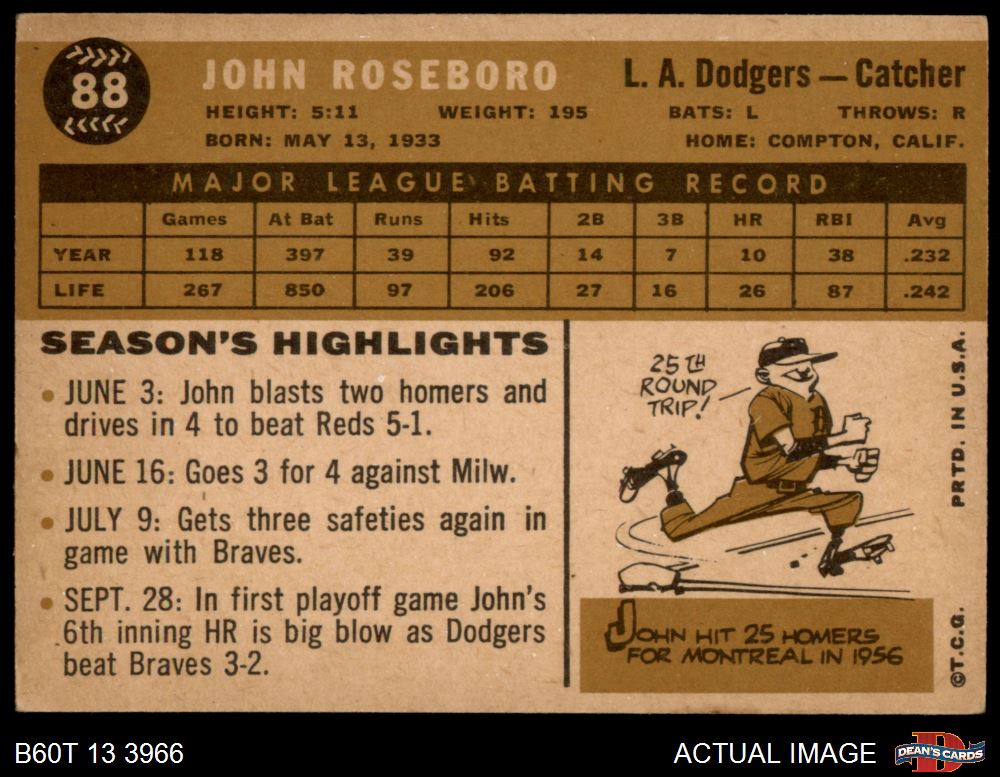 88
JOHN ROSEBORO
L. A. Dodgers — Catcher
HEIGHT: 5:11 WEIGHT: 195 BATS: L THROWS: R
BORN: MAY 13, 1933 HOME: COMPTON, CALIF.
MAJOR LEAGUE BATTING RECORD
Games At Bat Runs Hits 2B 3B HR RBI Avg
YEAR 118 397 39 92 14 7 10 38 .232
LIFE 267 850 97 206 27 16 26 87 .242
SEASON'S HIGHLIGHTS
• JUNE 3: John blasts two homers and
drives in 4 to beat Reds 5-1.
• JUNE 16: Goes 3 for 4 against Milw.
• JULY 9: Gets three safeties again in
game with Braves.
• SEPT. 28: In first playoff game John's
6th inning HR is big blow as Dodgers
beat Braves 3-2.
25TH
ROUND
TRIP!
B
JOHN HIT 25 HOMERS
FOR MONTREAL IN 1956
PRTD. IN U.S.A.
©T.C.G.
B60T 13 3966
ACTUAL IMAGE
D
DEAN'S CARDS